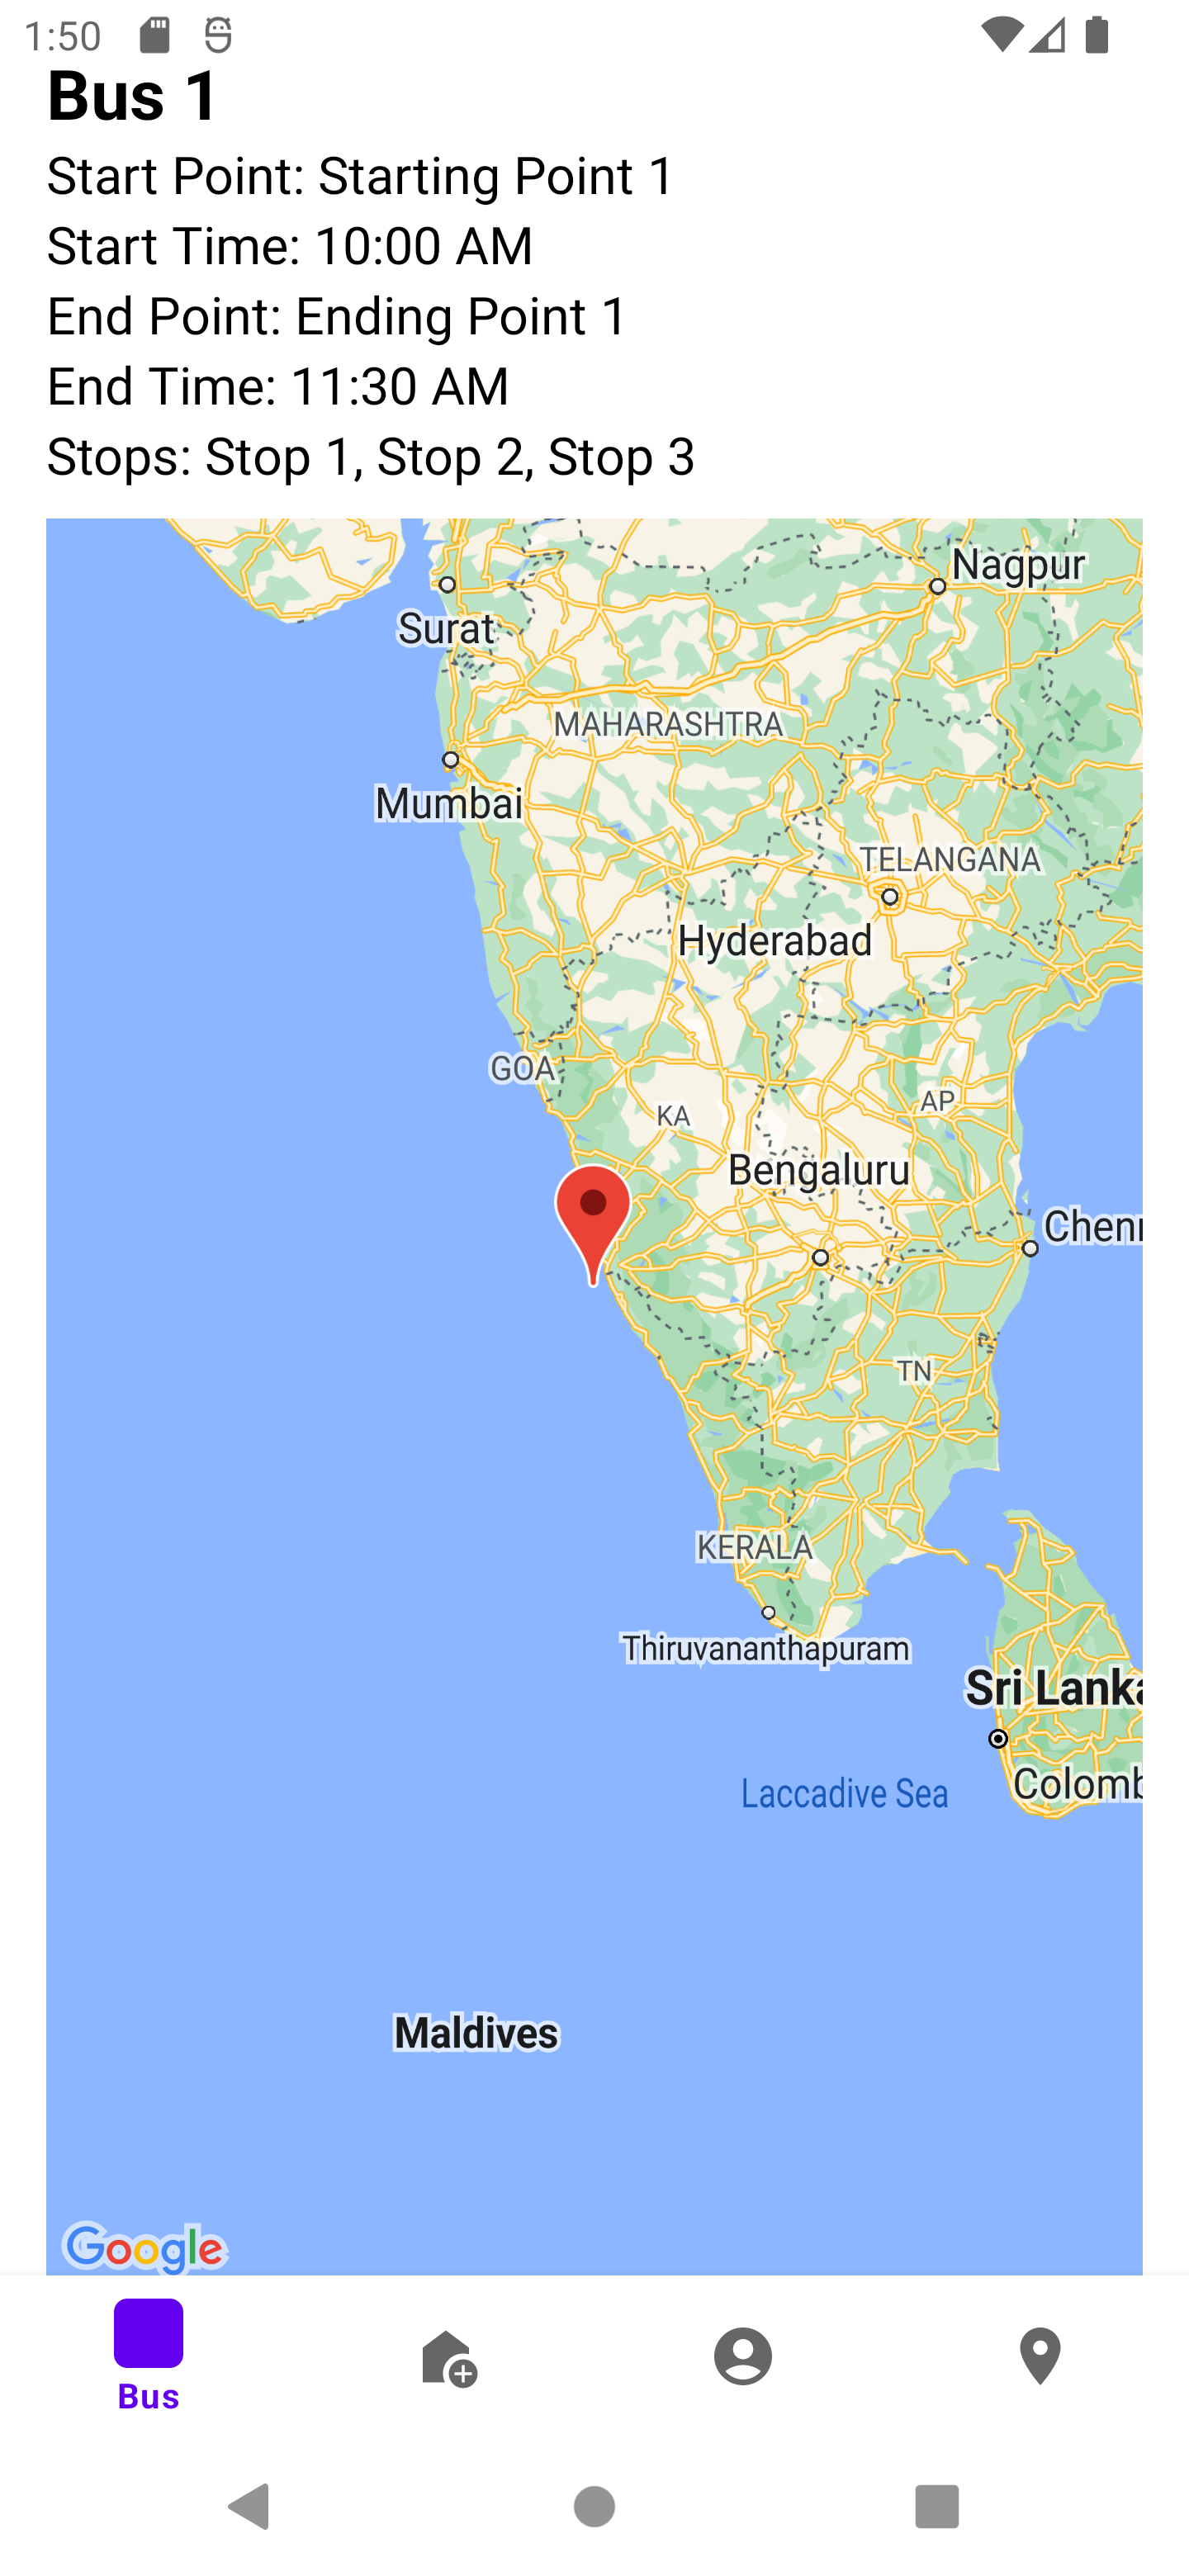 1:50
Bus 1
Start Point: Starting Point 1
Start Time: 10:00 AM
End Point: Ending Point 1
End Time: 11:30 AM
Stops: Stop 1, Stop 2, Stop 3
Nagpur
Surat
MAHARASHTRA
Mumbai
TELANGANA
Hyderabad
GOA
AP
KA
Bengaluru
Chenn
TN
KERALA
Thiruvananthapuram
Sri Lanka
Colomb
Laccadive Sea
Maldives
Google
Bus